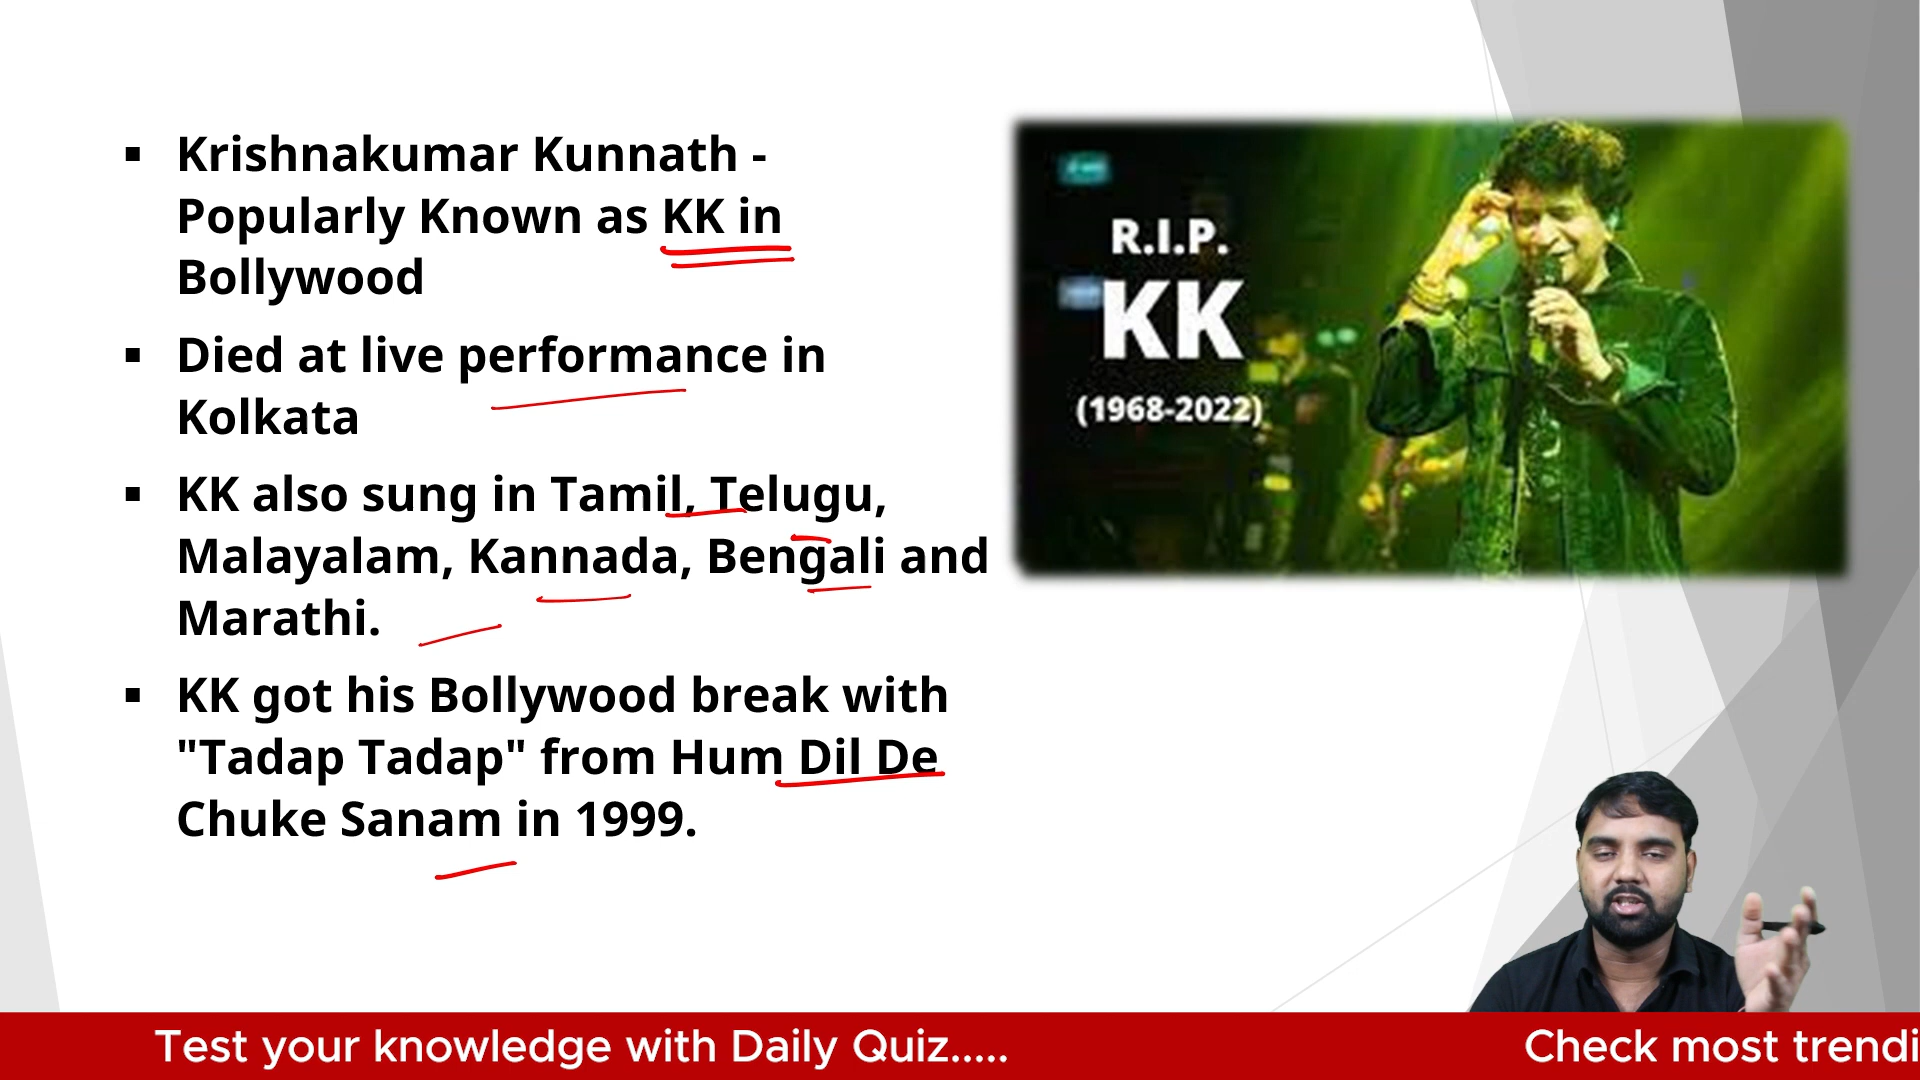 Krishnakumar Kunnath -
Popularly Known as KK in
Bollywood
Died at live performance in
Kolkata
KK also sung in Tamil, Telugu,
Malayalam, Kannada, Bengali and
Marathi.
KK got his Bollywood break with
"Tadap Tadap" from Hum Dil De
Chuke Sanam in 1999.
R.I.P.
KK
(1968-2022)
Test your knowledge with Daily Quiz.....
Check most trendi